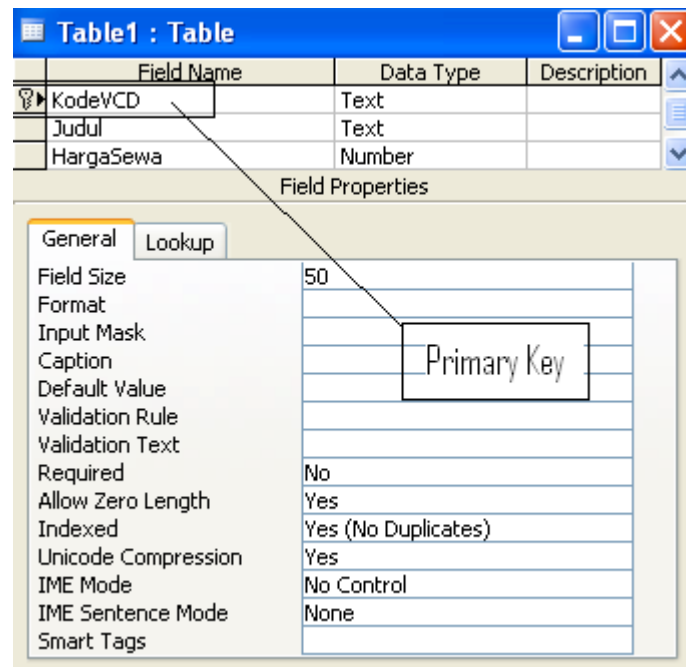 Table1 : Table
Field Name Data Type Description
KodeVCD Text
Judul Text
HargaSewa Number
Field Properties
General Lookup
Field Size 50
Format
Input Mask
Caption
Primary Key
Default Value
Validation Rule
Validation Text
Required No
Allow Zero Length Yes
Indexed Yes (No Duplicates)
Unicode Compression Yes
IME Mode No Control
IME Sentence Mode None
Smart Tags